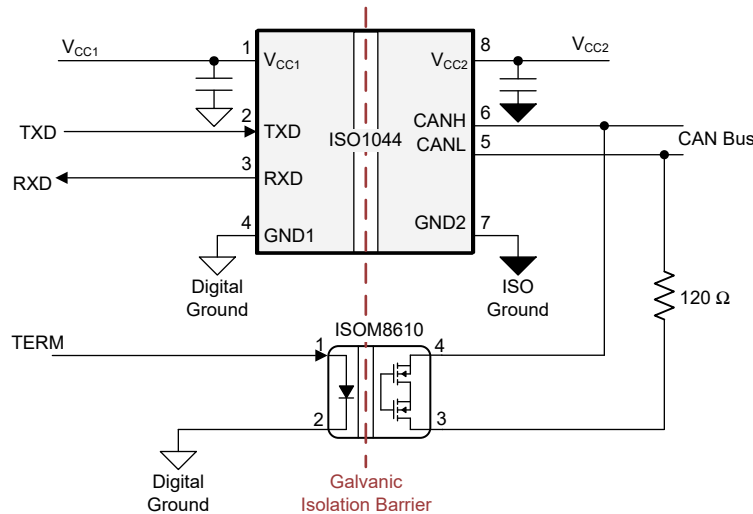 VCC1
1
VCC1
8
VCC2
VCC2
2
TXD
TXD
ISO1044
CANH
6
CANL
5
CAN Bus
RXD
3
RXD
4
GND1
GND2
7
Digital
Ground
ISO
Ground
120 Ω
ISOM8610
TERM
1
4
2
3
Digital
Ground
Galvanic
Isolation Barrier